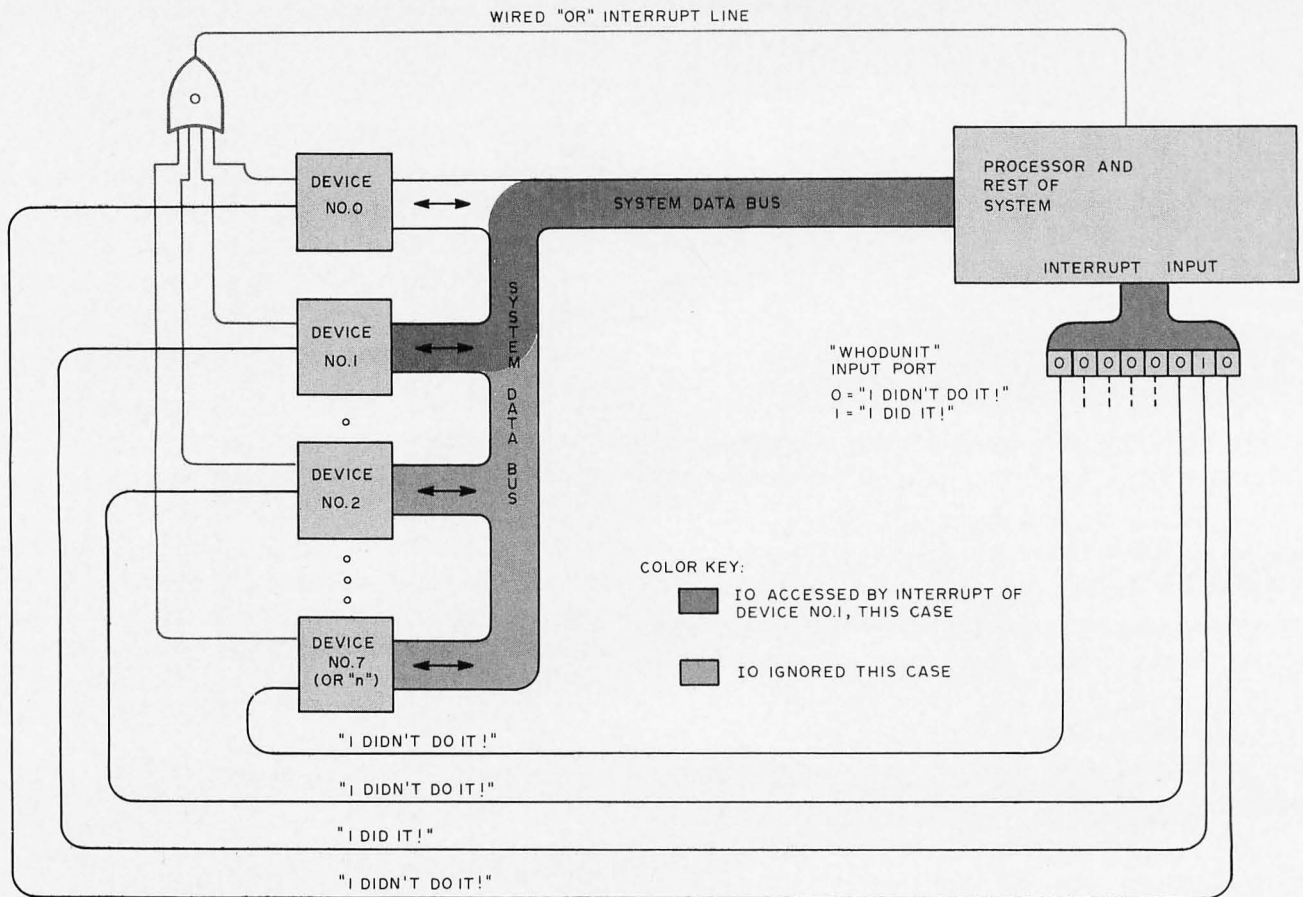 WIRED "OR" INTERRUPT LINE
DEVICE
NO.0
SYSTEM DATA BUS
PROCESSOR AND
REST OF
SYSTEM
INTERRUPT INPUT
DEVICE
NO.1
SYSTEM DATA BUS
"WHODUNIT"
INPUT PORT
0 = "I DIDN'T DO IT!"
1 = "I DID IT!"
0 0 0 0 0 0 1 0
DEVICE
NO.2
COLOR KEY:
IO ACCESSED BY INTERRUPT OF
DEVICE NO.1, THIS CASE
IO IGNORED THIS CASE
DEVICE
NO.7
(OR "n")
"I DIDN'T DO IT!"
"I DIDN'T DO IT!"
"I DID IT!"
"I DIDN'T DO IT!"